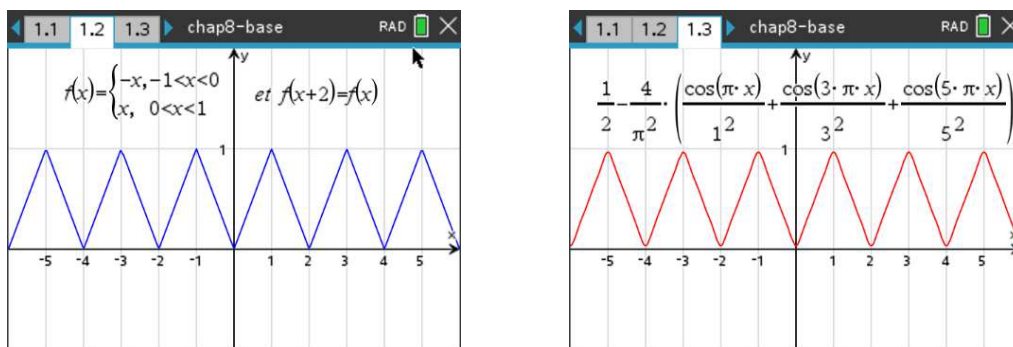 1.1 1.2 1.3 chap8-base RAD
y
f(x)={-x,-1<x<0
x, 0<x<1
et f(x+2)=f(x)
1
x
-5 -4 -3 -2 -1 1 2 3 4 5
1.1 1.2 1.3 chap8-base RAD
y
1/2-4/π²·(cos(π·x)/1²+cos(3·π·x)/3²+cos(5·π·x)/5²)
1
x
-5 -4 -3 -2 -1 1 2 3 4 5